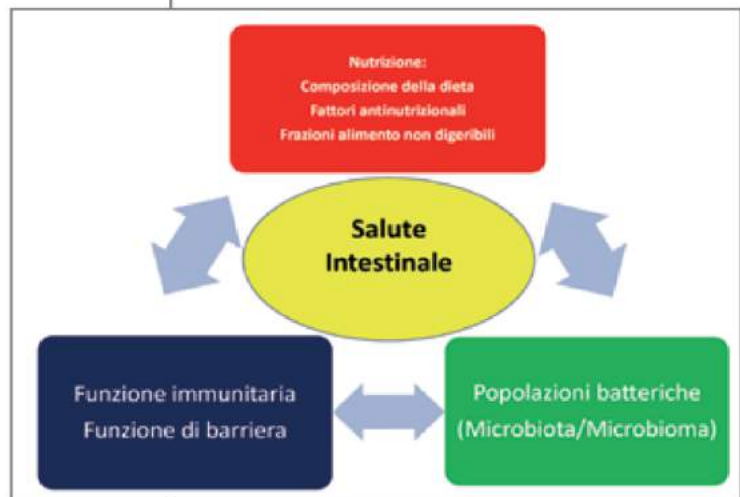 Nutrizione:
Composizione della dieta
Fattori antinutrizionali
Frazioni alimento non digeribili
Salute
Intestinale
Funzione immunitaria
Funzione di barriera
Popolazioni batteriche
(Microbiota/Microbioma)